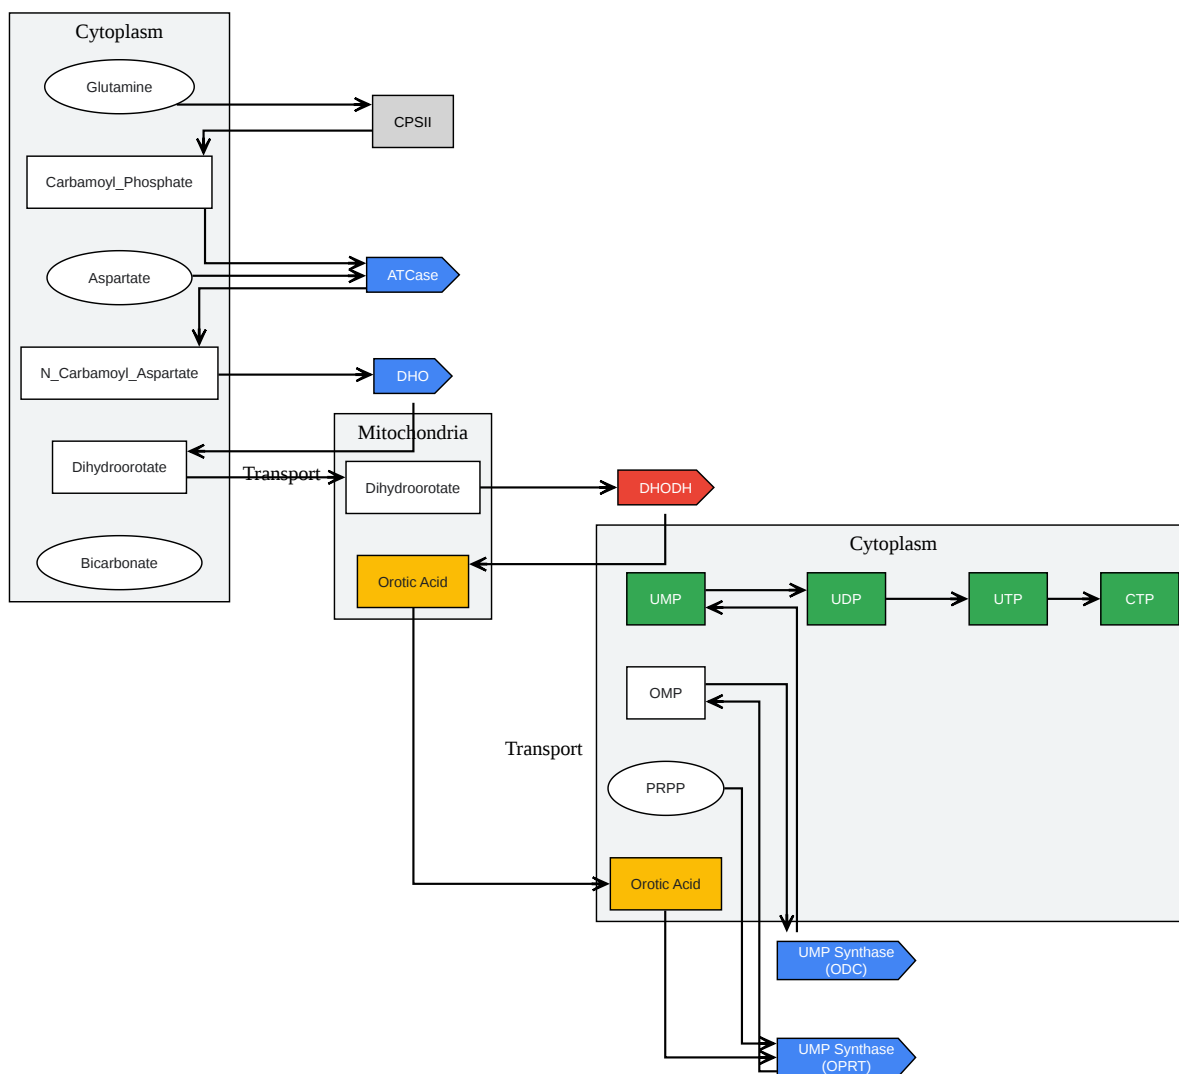 Cytoplasm
Glutamine
CPSII
Carbamoyl_Phosphate
Aspartate
ATCase
N_Carbamoyl_Aspartate
DHO
Mitochondria
Dihydroorotate
Transport
Dihydroorotate
DHODH
Bicarbonate
Orotic Acid
Cytoplasm
UMP
UDP
UTP
CTP
OMP
Transport
PRPP
Orotic Acid
UMP Synthase
(ODC)
UMP Synthase
(OPRT)